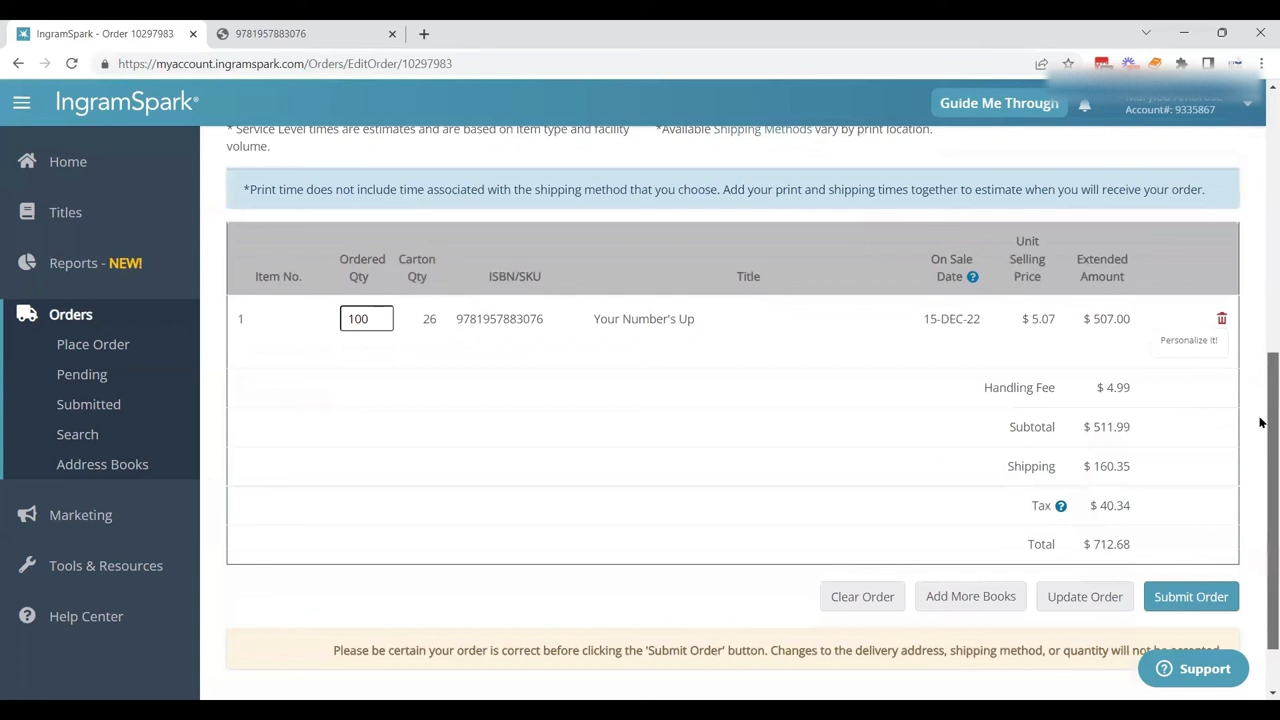 IngramSpark - Order 10297983
9781957883076
https://myaccount.ingramspark.com/Orders/EditOrder/10297983
IngramSpark®
Guide Me Through
Account#: 9335867
Home
Titles
Reports - NEW!
Orders
Place Order
Pending
Submitted
Search
Address Books
Marketing
Tools & Resources
Help Center
* Service Level times are estimates and are based on item type and facility
volume.
*Available Shipping Methods vary by print location.
*Print time does not include time associated with the shipping method that you choose. Add your print and shipping times together to estimate when you will receive your order.
Item No. Ordered Qty Carton Qty ISBN/SKU Title On Sale Date Unit Selling Price Extended Amount
1 100 26 9781957883076 Your Number's Up 15-DEC-22 $ 5.07 $ 507.00
Personalize It!
Handling Fee $ 4.99
Subtotal $ 511.99
Shipping $ 160.35
Tax $ 40.34
Total $ 712.68
Clear Order Add More Books Update Order Submit Order
Please be certain your order is correct before clicking the 'Submit Order' button. Changes to the delivery address, shipping method, or quantity will not be accepted.
Support